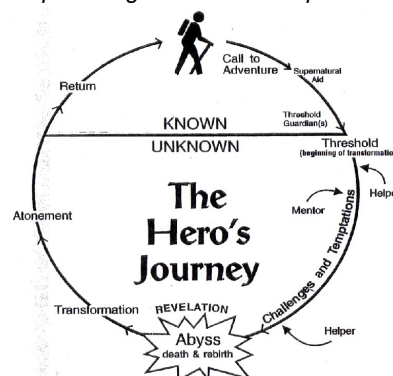 Call to
Adventure
Supernatural
Aid
Return
Threshold
Guardian(s)
KNOWN
UNKNOWN
Threshold
(beginning of transformatio
Helpe
Mentor
The
Hero's
Journey
Atonement
Challenges and Temptations
Transformation
REVELATION
Helper
Abyss
death & rebirth